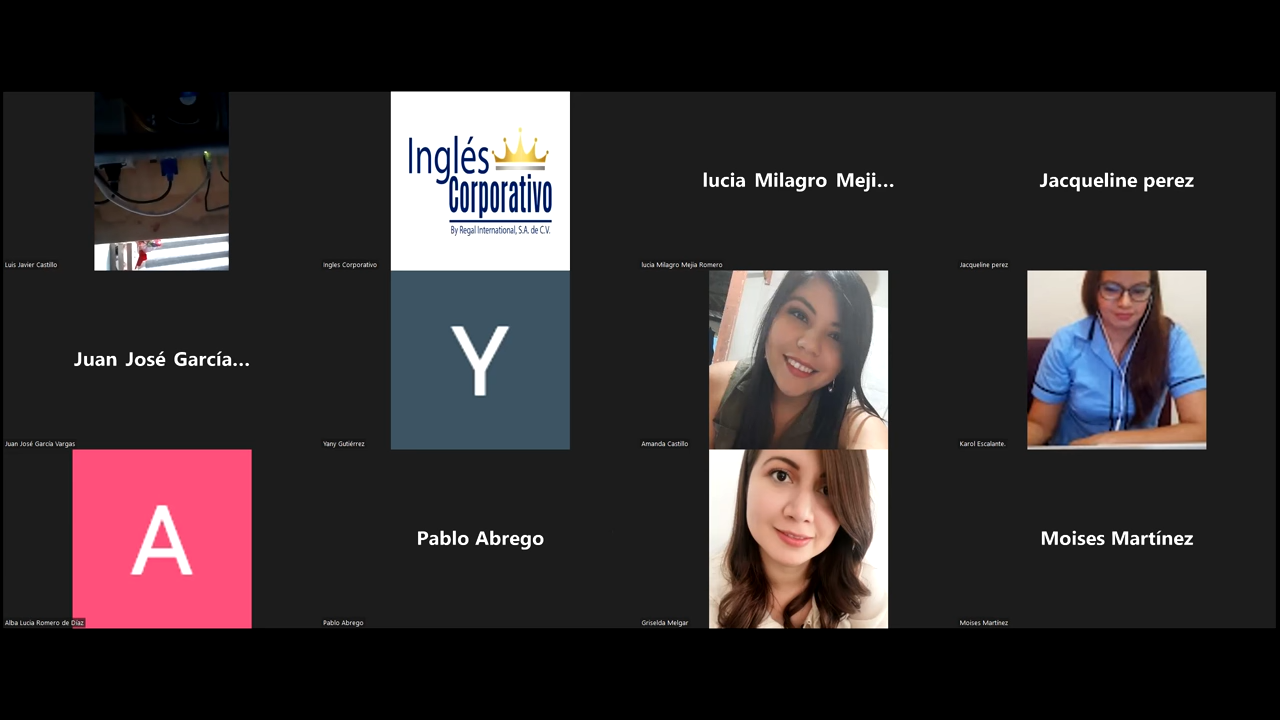 Luis Javier Castillo
Inglés
Corporativo
By Regal International, S.A. de C.V.
Ingles Corporativo
lucia Milagro Meji...
lucia Milagro Mejia Romero
Jacqueline perez
Jacqueline perez
Juan José García...
Juan José García Vargas
Y
Yany Gutiérrez
Amanda Castillo
Karol Escalante.
A
Alba Lucia Romero de Díaz
Pablo Abrego
Pablo Abrego
Griselda Melgar
Moises Martínez
Moises Martínez